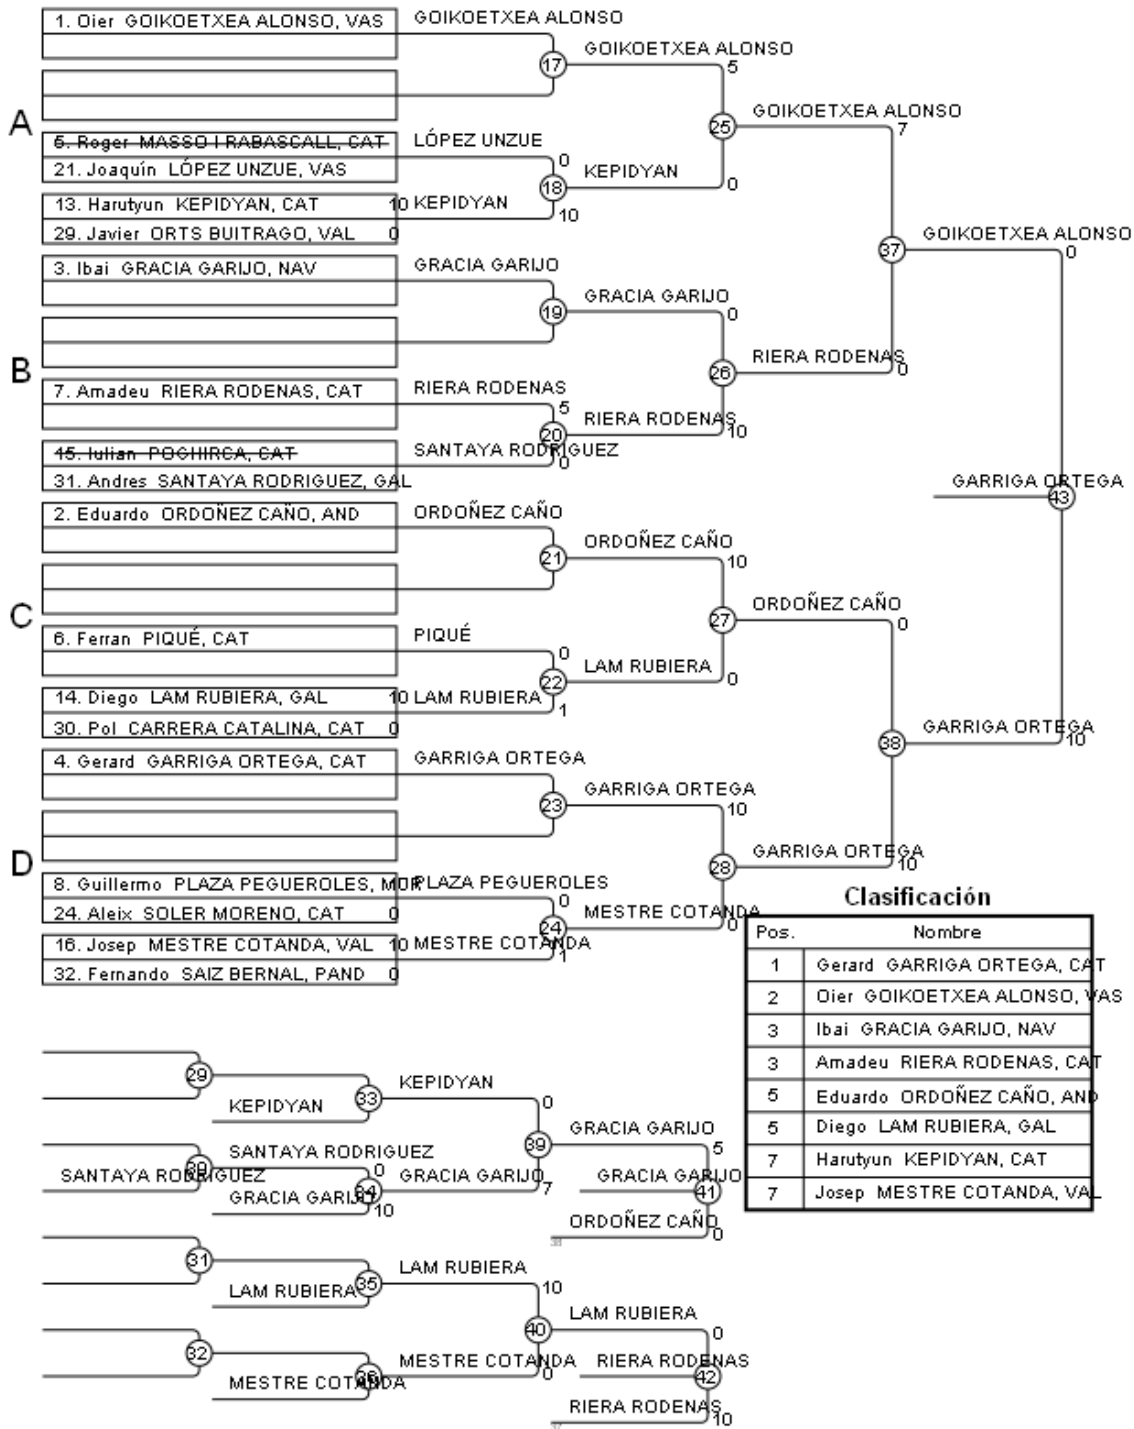 1. Oier GOIKOETXEA ALONSO, VAS
GOIKOETXEA ALONSO
17
GOIKOETXEA ALONSO
5
A
5. Roger MASSO I RABASCALL, CAT
21. Joaquín LÓPEZ UNZUE, VAS
LÓPEZ UNZUE
0
18
KEPIDYAN
0
13. Harutyun KEPIDYAN, CAT 10
29. Javier ORTS BUITRAGO, VAL 0
KEPIDYAN
10
25
GOIKOETXEA ALONSO
7
3. Ibai GRACIA GARIJO, NAV
GRACIA GARIJO
19
GRACIA GARIJO
0
B
7. Amadeu RIERA RODENAS, CAT
RIERA RODENAS
5
20
RIERA RODENAS
10
15. Iulian POGHIRCA, CAT
31. Andres SANTAYA RODRIGUEZ, GAL
SANTAYA RODRIGUEZ
0
26
RIERA RODENAS
0
37
GOIKOETXEA ALONSO
0
2. Eduardo ORDOÑEZ CAÑO, AND
ORDOÑEZ CAÑO
21
ORDOÑEZ CAÑO
10
C
6. Ferran PIQUÉ, CAT
PIQUÉ
0
22
LAM RUBIERA
0
14. Diego LAM RUBIERA, GAL 10
30. Pol CARRERA CATALINA, CAT 0
LAM RUBIERA
1
27
ORDOÑEZ CAÑO
0
4. Gerard GARRIGA ORTEGA, CAT
GARRIGA ORTEGA
23
GARRIGA ORTEGA
10
D
8. Guillermo PLAZA PEGUEROLES, MUR
24. Aleix SOLER MORENO, CAT 0
PLAZA PEGUEROLES
0
24
MESTRE COTANDA
0
16. Josep MESTRE COTANDA, VAL 10
32. Fernando SAIZ BERNAL, PAND 0
MESTRE COTANDA
1
28
GARRIGA ORTEGA
10
38
GARRIGA ORTEGA
10
GARRIGA ORTEGA
43
Clasificación
Pos. Nombre
1 Gerard GARRIGA ORTEGA, CAT
2 Oier GOIKOETXEA ALONSO, VAS
3 Ibai GRACIA GARIJO, NAV
3 Amadeu RIERA RODENAS, CAT
5 Eduardo ORDOÑEZ CAÑO, AND
5 Diego LAM RUBIERA, GAL
7 Harutyun KEPIDYAN, CAT
7 Josep MESTRE COTANDA, VAL
29
KEPIDYAN
33
KEPIDYAN
0
SANTAYA RODRIGUEZ
30
SANTAYA RODRIGUEZ
0
GRACIA GARIJO
10
34
GRACIA GARIJO
7
39
GRACIA GARIJO
5
GRACIA GARIJO
41
ORDOÑEZ CAÑO
0
38
31
LAM RUBIERA
35
LAM RUBIERA
10
32
MESTRE COTANDA
36
MESTRE COTANDA
0
40
LAM RUBIERA
0
RIERA RODENAS
42
RIERA RODENAS
10
37